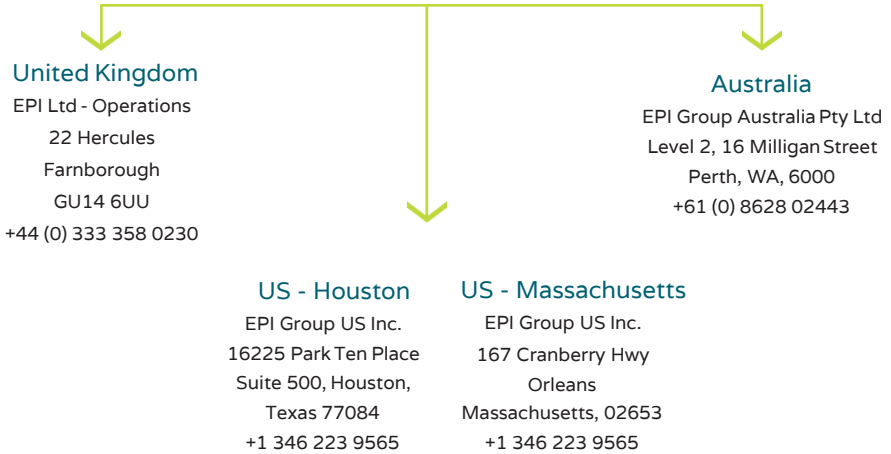 United Kingdom
EPI Ltd - Operations
22 Hercules
Farnborough
GU14 6UU
+44 (0) 333 358 0230
Australia
EPI Group Australia Pty Ltd
Level 2, 16 Milligan Street
Perth, WA, 6000
+61 (0) 8628 02443
US - Houston
EPI Group US Inc.
16225 Park Ten Place
Suite 500, Houston,
Texas 77084
+1 346 223 9565
US - Massachusetts
EPI Group US Inc.
167 Cranberry Hwy
Orleans
Massachusetts, 02653
+1 346 223 9565